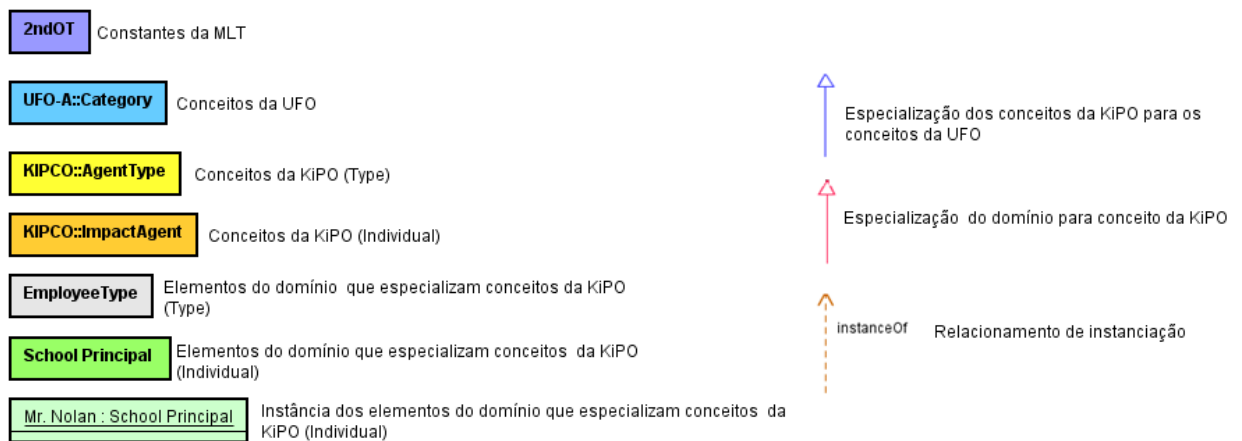 2ndOT
Constantes da MLT
UFO-A::Category
Conceitos da UFO
KIPCO::AgentType
Conceitos da KiPO (Type)
KIPCO::ImpactAgent
Conceitos da KiPO (Individual)
EmployeeType
Elementos do domínio que especializam conceitos da KiPO
(Type)
School Principal
Elementos do domínio que especializam conceitos da KiPO
(Individual)
Mr. Nolan : School Principal
Instância dos elementos do domínio que especializam conceitos da
KiPO (Individual)
Especialização dos conceitos da KiPO para os
conceitos da UFO
Especialização do domínio para conceito da KiPO
instanceOf
Relacionamento de instanciação